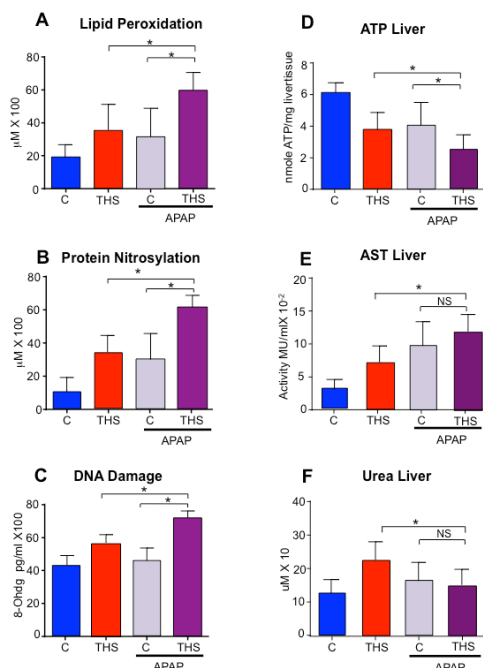 A Lipid Peroxidation
μM X 100
80
60
40
20
0
* *
C THS C THS
APAP
B Protein Nitrosylation
μM X 100
80
60
40
20
0
* *
C THS C THS
APAP
C DNA Damage
8-Ohdg pg/ml X100
100
80
60
40
20
0
* *
C THS C THS
APAP
D ATP Liver
nmole ATP/mg livertissue
8
6
4
2
0
* *
C THS C THS
APAP
E AST Liver
Activity MU/mlX 10-2
20
15
10
5
0
* NS
C THS C THS
APAP
F Urea Liver
uM X 10
40
30
20
10
0
* NS
C THS C THS
APAP